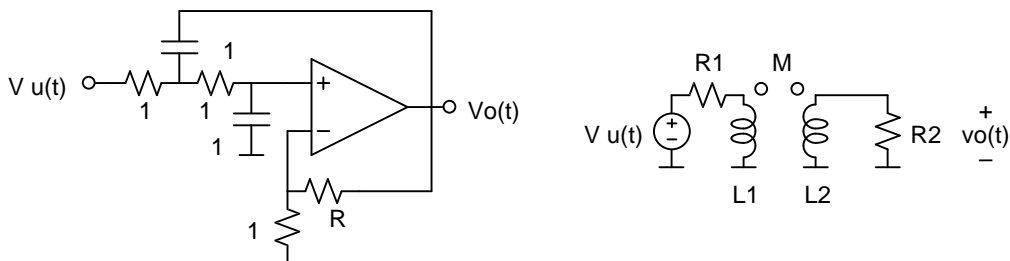 V u(t)
1
1
1
1
+
−
R
1
Vo(t)
V u(t)
+
−
R1
M
L1
L2
R2
+
vo(t)
−